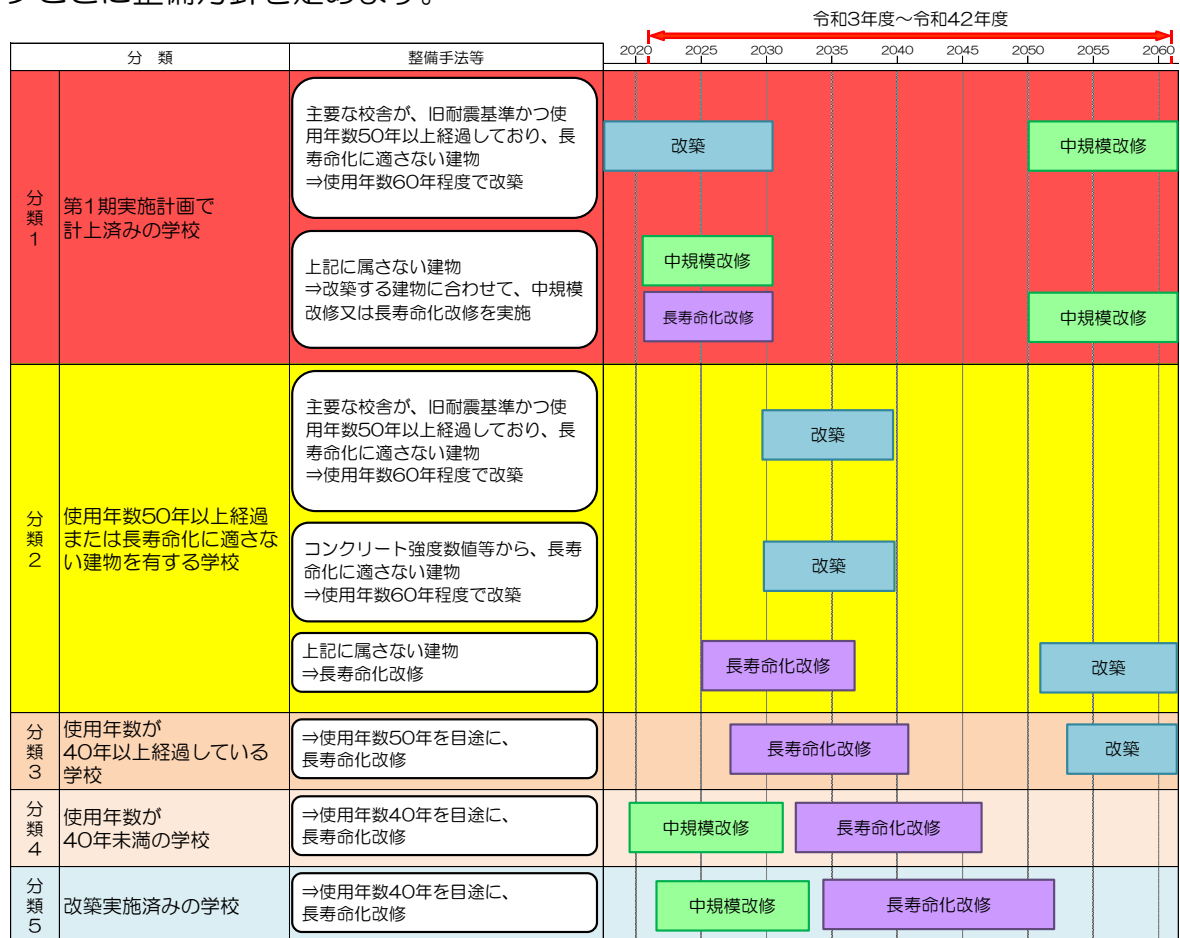 令和3年度～令和42年度
分　類
整備手法等
2020 2025 2030 2035 2040 2045 2050 2055 2060
分類1
第1期実施計画で
計上済みの学校
主要な校舎が、旧耐震基準かつ使
用年数50年以上経過しており、長
寿命化に適さない建物
⇒使用年数60年程度で改築
改築
中規模改修
上記に属さない建物
⇒改築する建物に合わせて、中規模
改修又は長寿命化改修を実施
中規模改修
長寿命化改修
中規模改修
分類2
使用年数50年以上経過
または長寿命化に適さな
い建物を有する学校
主要な校舎が、旧耐震基準かつ使
用年数50年以上経過しており、長
寿命化に適さない建物
⇒使用年数60年程度で改築
改築
コンクリート強度数値等から、長寿
命化に適さない建物
⇒使用年数60年程度で改築
改築
上記に属さない建物
⇒長寿命化改修
長寿命化改修
改築
分類3
使用年数が
40年以上経過している
学校
⇒使用年数50年を目途に、
長寿命化改修
長寿命化改修
改築
分類4
使用年数が
40年未満の学校
⇒使用年数40年を目途に、
長寿命化改修
中規模改修
長寿命化改修
分類5
改築実施済みの学校
⇒使用年数40年を目途に、
長寿命化改修
中規模改修
長寿命化改修